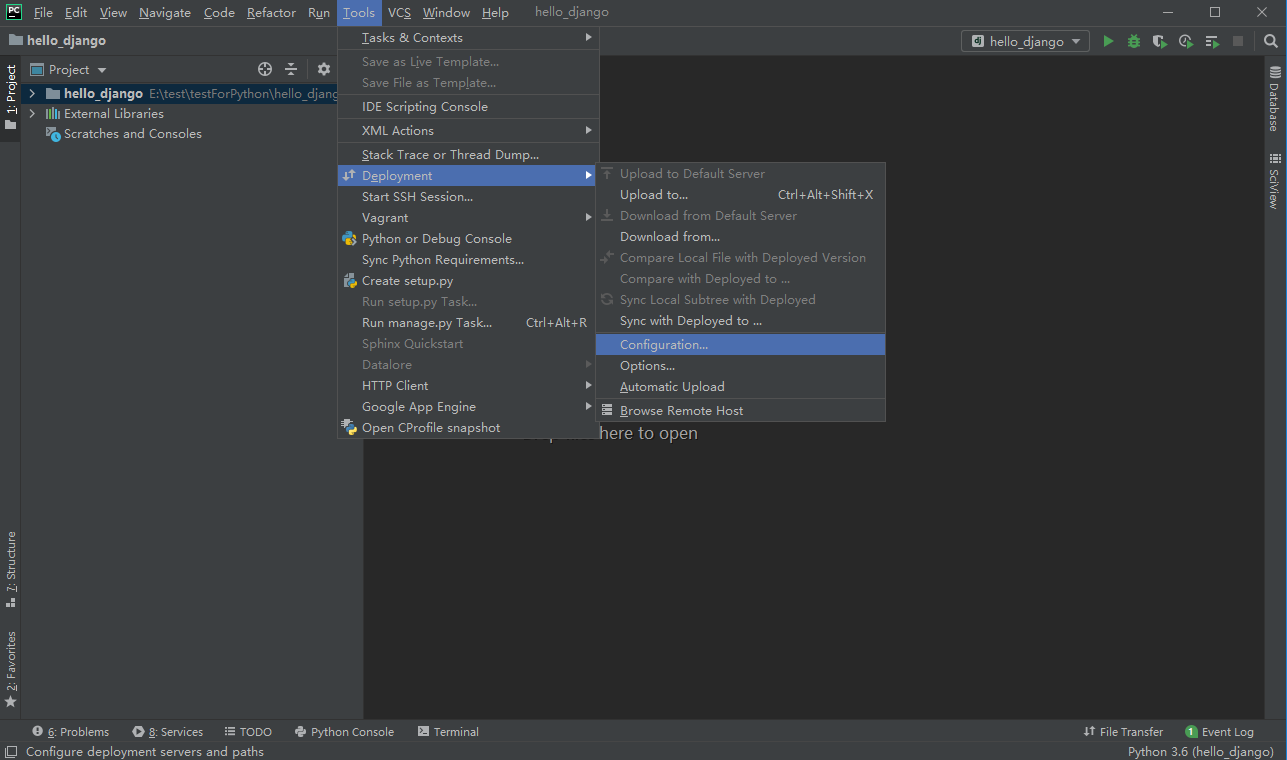 PC File Edit View Navigate Code Refactor Run Tools VCS Window Help hello_django
hello_django
hello_django
Project
hello_django E:\test\testForPython\hello_djang
External Libraries
Scratches and Consoles
1: Project
7: Structure
2: Favorites
Tasks & Contexts
Save as Live Template...
Save File as Template...
IDE Scripting Console
XML Actions
Stack Trace or Thread Dump...
Deployment
Start SSH Session...
Vagrant
Python or Debug Console
Sync Python Requirements...
Create setup.py
Run setup.py Task...
Run manage.py Task... Ctrl+Alt+R
Sphinx Quickstart
Datalore
HTTP Client
Google App Engine
Open CProfile snapshot
Upload to Default Server
Upload to... Ctrl+Alt+Shift+X
Download from Default Server
Download from...
Compare Local File with Deployed Version
Compare with Deployed to ...
Sync Local Subtree with Deployed
Sync with Deployed to ...
Configuration...
Options...
Automatic Upload
Browse Remote Host
here to open
Database
SciView
6: Problems 8: Services TODO Python Console Terminal File Transfer 1 Event Log
Configure deployment servers and paths Python 3.6 (hello_django)